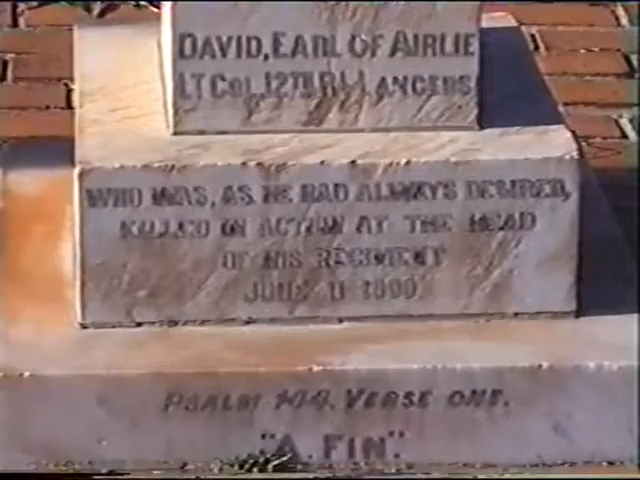 DAVID, EARL OF AIRLIE
LT COL. 12TH R. LANCERS
WHO WAS, AS HE HAD ALWAYS DESIRED,
KILLED IN ACTION AT THE HEAD
OF HIS REGIMENT
JUNE 11 1900
PSALM 144. VERSE ONE.
"A. FIN"